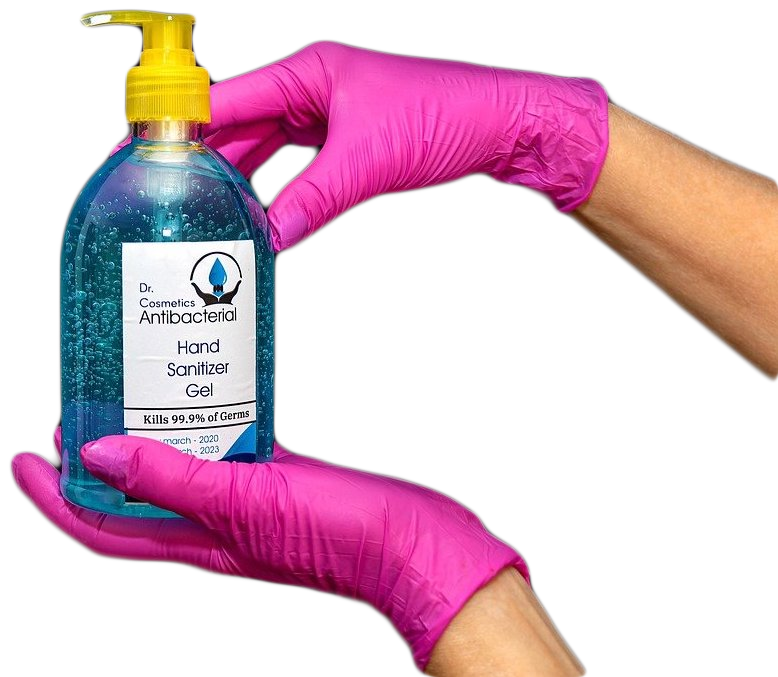 Dr.
Cosmetics
Antibacterial
Hand
Sanitizer
Gel
Kills 99.9% of Germs
march - 2020
- 2023